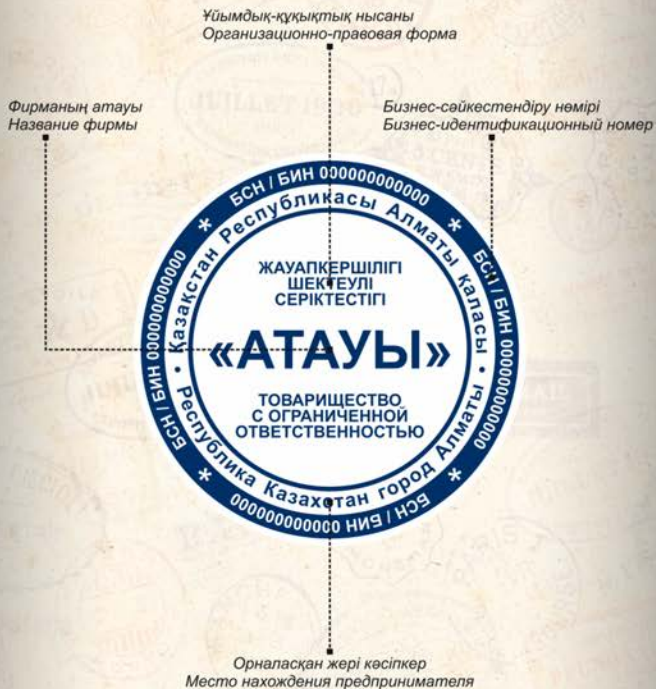 Ұйымдық-құқықтық нысаны
Организационно-правовая форма
Фирманың атауы
Название фирмы
Бизнес-сәйкестендіру нөмірі
Бизнес-идентификационный номер
БСН / БИН 000000000000 * БСН / БИН 000000000000 * БСН / БИН 000000000000 * БСН / БИН 000000000000 *
Қазақстан Республикасы Алматы қаласы •
Республика Казахстан город Алматы •
ЖАУАПКЕРШІЛІГІ
ШЕКТЕУЛІ
СЕРІКТЕСТІГІ
«АТАУЫ»
ТОВАРИЩЕСТВО
С ОГРАНИЧЕННОЙ
ОТВЕТСТВЕННОСТЬЮ
Орналасқан жері кәсіпкер
Место нахождения предпринимателя